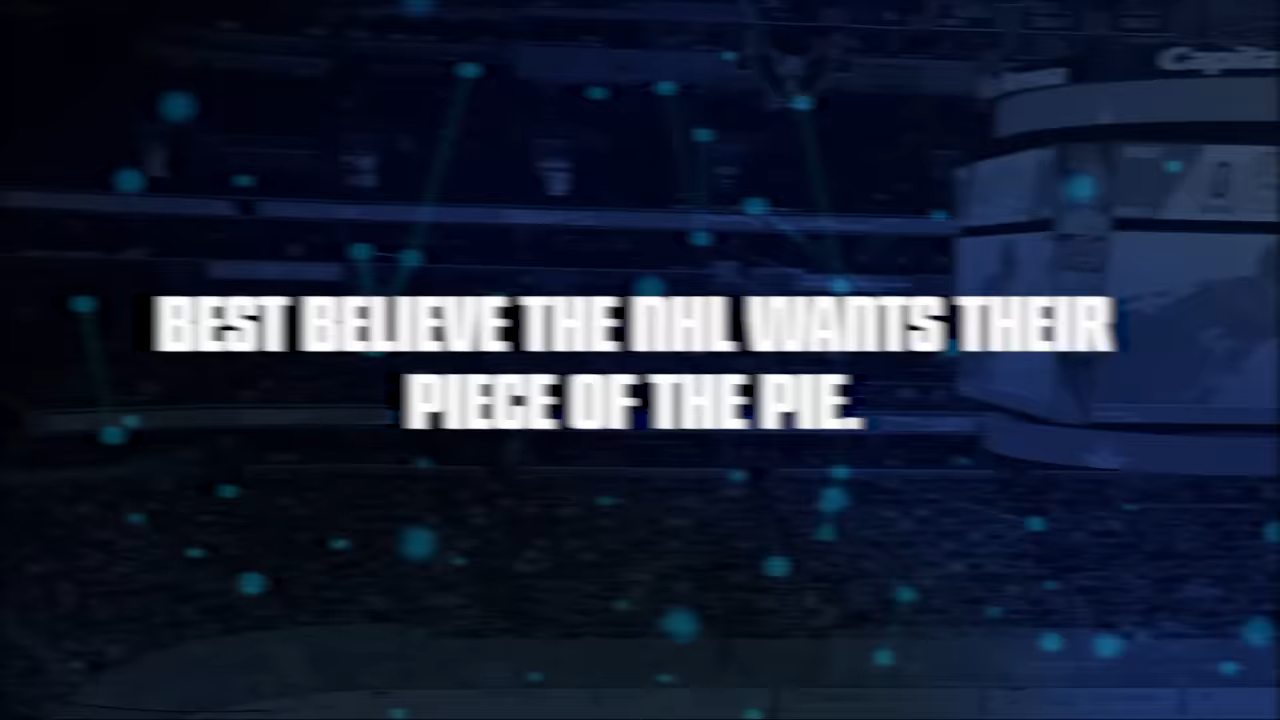 BEST BELIEVE THE NHL WANTS THEIR
PIECE OF THE PIE.